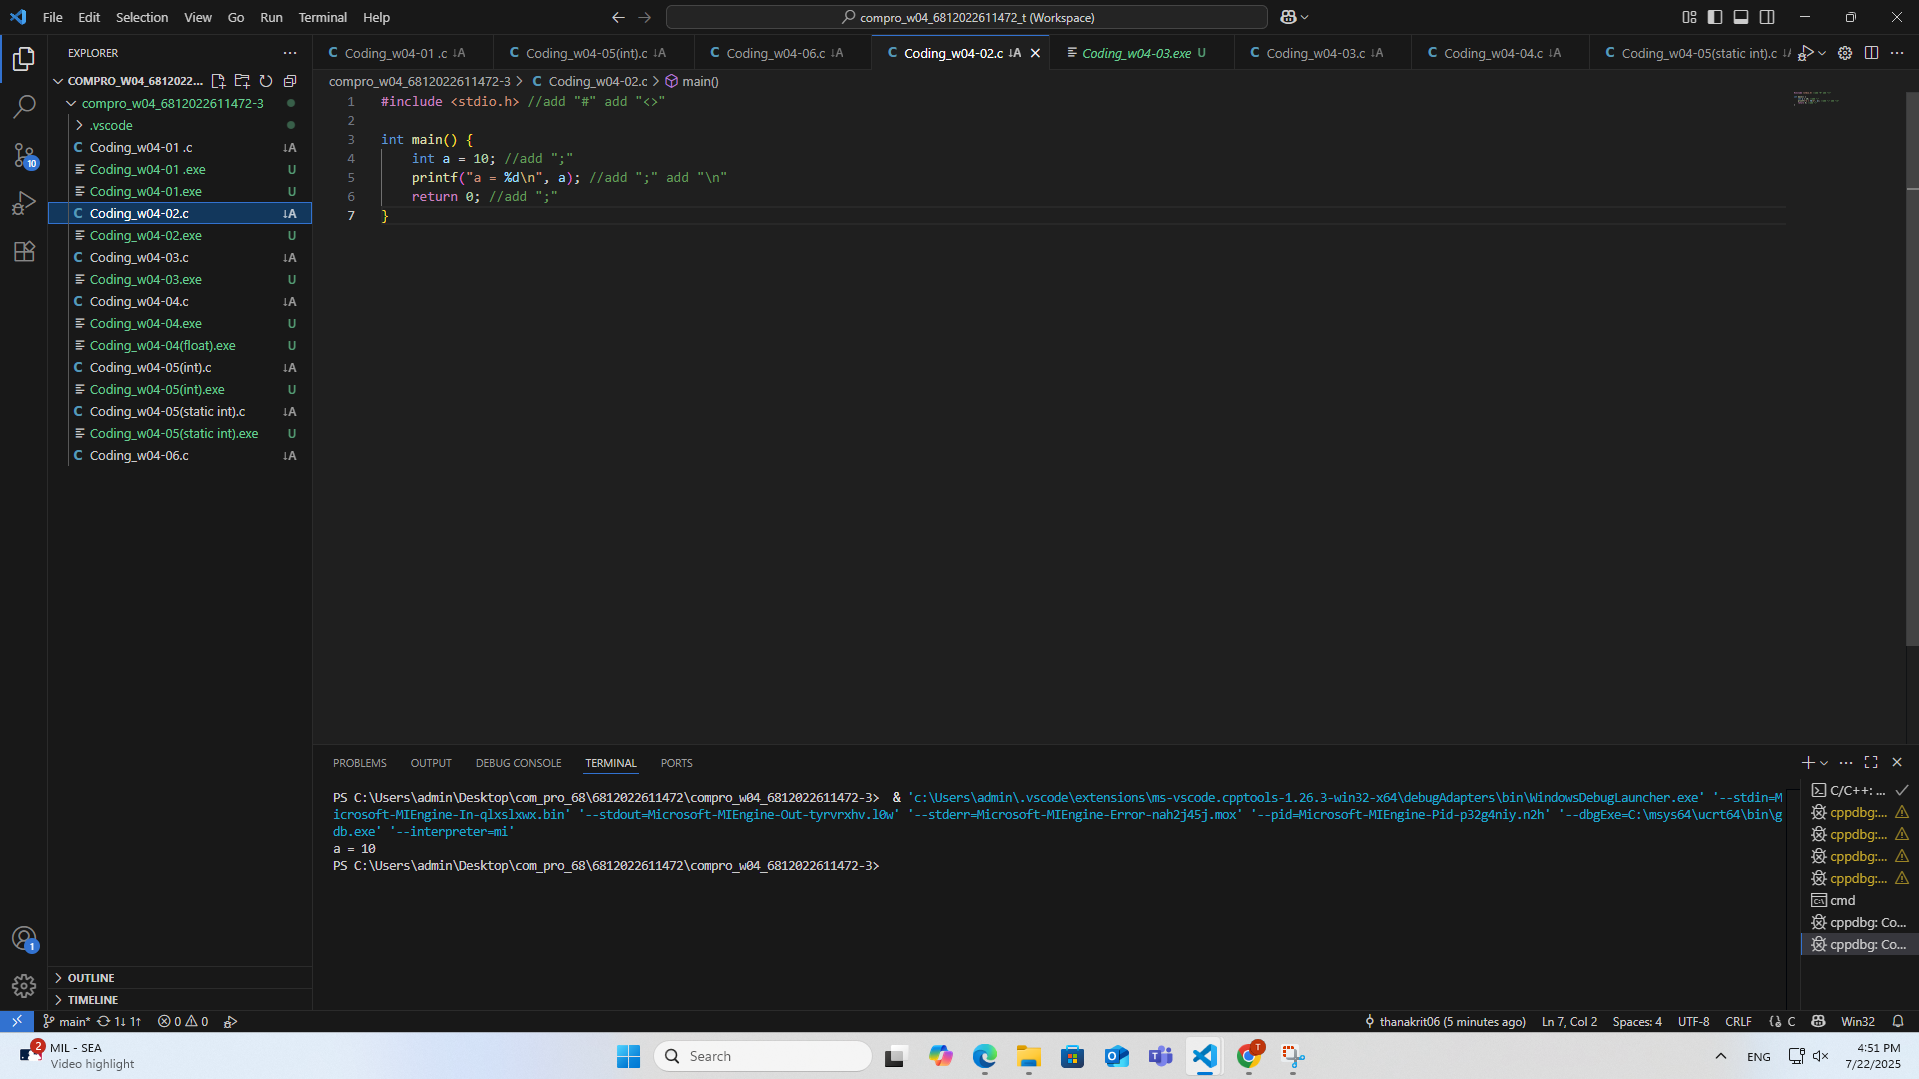 File Edit Selection View Go Run Terminal Help
compro_w04_6812022611472_t (Workspace)
EXPLORER
COMPRO_W04_6812022...
compro_w04_6812022611472-3
.vscode
Coding_w04-01 .c ↓A
Coding_w04-01 .exe U
Coding_w04-01.exe U
Coding_w04-02.c ↓A
Coding_w04-02.exe U
Coding_w04-03.c ↓A
Coding_w04-03.exe U
Coding_w04-04.c ↓A
Coding_w04-04.exe U
Coding_w04-04(float).exe U
Coding_w04-05(int).c ↓A
Coding_w04-05(int).exe U
Coding_w04-05(static int).c ↓A
Coding_w04-05(static int).exe U
Coding_w04-06.c ↓A
OUTLINE
TIMELINE
10
1
Coding_w04-01 .c ↓A
Coding_w04-05(int).c ↓A
Coding_w04-06.c ↓A
Coding_w04-02.c ↓A
Coding_w04-03.exe U
Coding_w04-03.c ↓A
Coding_w04-04.c ↓A
Coding_w04-05(static int).c
compro_w04_6812022611472-3 > C Coding_w04-02.c > main()
1 #include <stdio.h> //add "#" add "<>"
2
3 int main() {
4 int a = 10; //add ";"
5 printf("a = %d\n", a); //add ";" add "\n"
6 return 0; //add ";"
7 }
PROBLEMS OUTPUT DEBUG CONSOLE TERMINAL PORTS
PS C:\Users\admin\Desktop\com_pro_68\6812022611472\compro_w04_6812022611472-3> & 'c:\Users\admin\.vscode\extensions\ms-vscode.cpptools-1.26.3-win32-x64\debugAdapters\bin\WindowsDebugLauncher.exe' '--stdin=M
icrosoft-MIEngine-In-qlxslxwx.bin' '--stdout=Microsoft-MIEngine-Out-tyrvrxhv.l0w' '--stderr=Microsoft-MIEngine-Error-nah2j45j.mox' '--pid=Microsoft-MIEngine-Pid-p32g4niy.n2h' '--dbgExe=C:\msys64\ucrt64\bin\g
db.exe' '--interpreter=mi'
a = 10
PS C:\Users\admin\Desktop\com_pro_68\6812022611472\compro_w04_6812022611472-3>
C/C++: ...
cppdbg:...
cppdbg:...
cppdbg:...
cppdbg:...
cmd
cppdbg: Co...
cppdbg: Co...
main* 1↓ 1↑ 0 0
thanakrit06 (5 minutes ago) Ln 7, Col 2 Spaces: 4 UTF-8 CRLF {} C Win32
2
MIL - SEA
Video highlight
Search
T
ENG
4:51 PM
7/22/2025